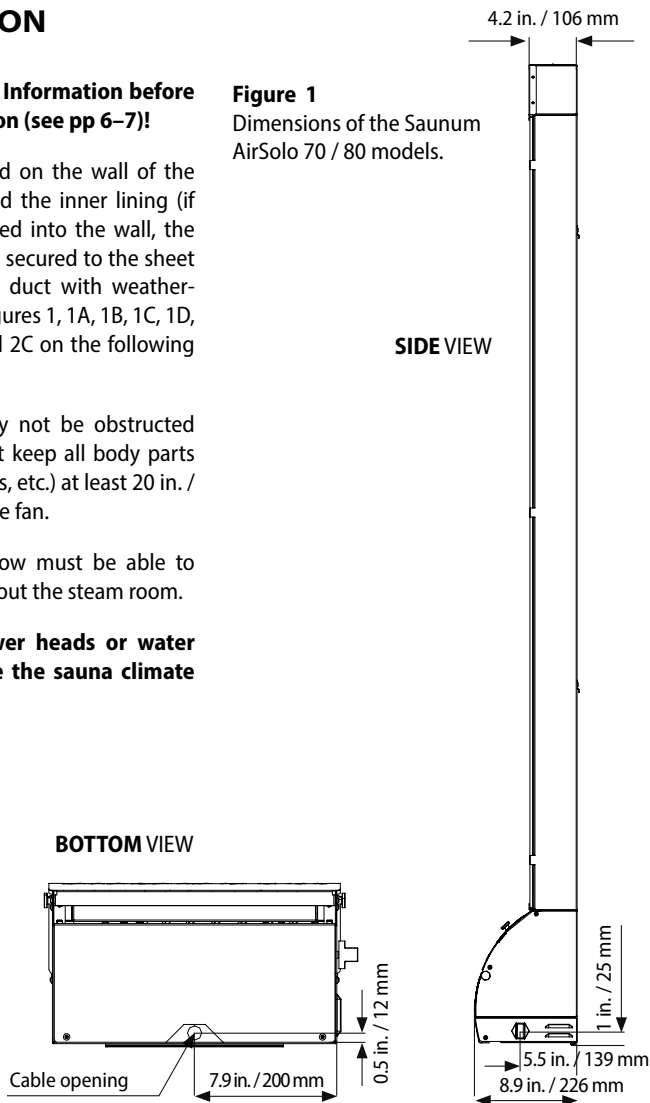 ON
Information before
on (see pp 6–7)!
d on the wall of the
d the inner lining (if
ed into the wall, the
secured to the sheet
duct with weather-
gures 1, 1A, 1B, 1C, 1D,
2C on the following
y not be obstructed
t keep all body parts
s, etc.) at least 20 in. /
e fan.
ow must be able to
out the steam room.
ver heads or water
e the sauna climate
Figure 1
Dimensions of the Saunum
AirSolo 70 / 80 models.
4.2 in. / 106 mm
SIDE VIEW
BOTTOM VIEW
Cable opening
7.9 in. / 200 mm
0.5 in. / 12 mm
1 in. / 25 mm
5.5 in. / 139 mm
8.9 in. / 226 mm